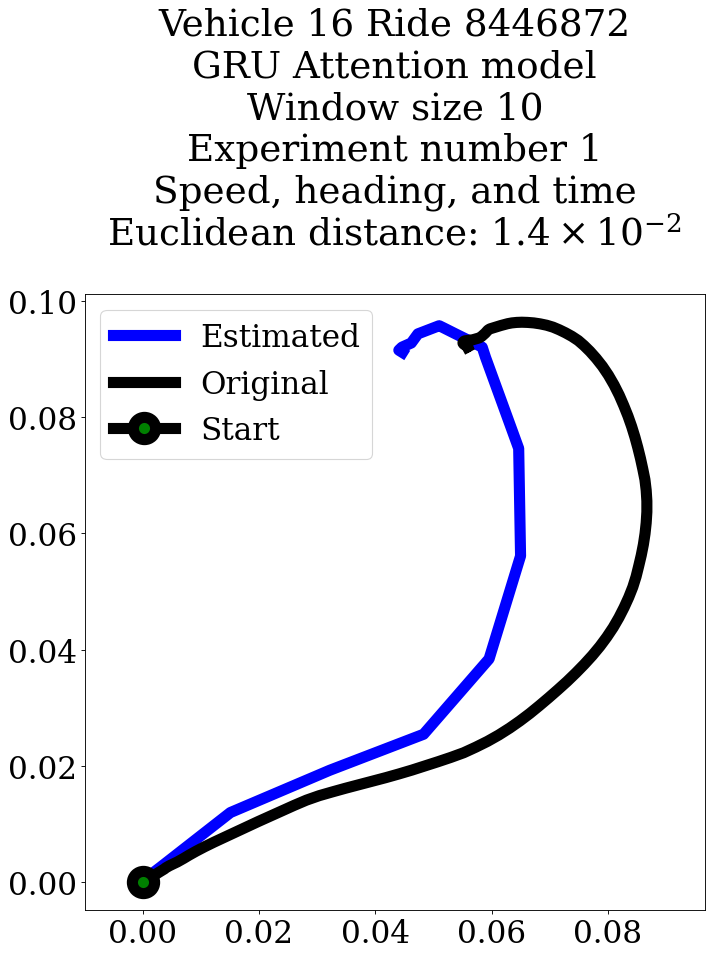 Vehicle 16 Ride 8446872
GRU Attention model
Window size 10
Experiment number 1
Speed, heading, and time
Euclidean distance: 1.4 × 10⁻²
0.10
Estimated
Original
0.08
Start
0.06
0.04
0.02
0.00
0.00 0.02 0.04 0.06 0.08